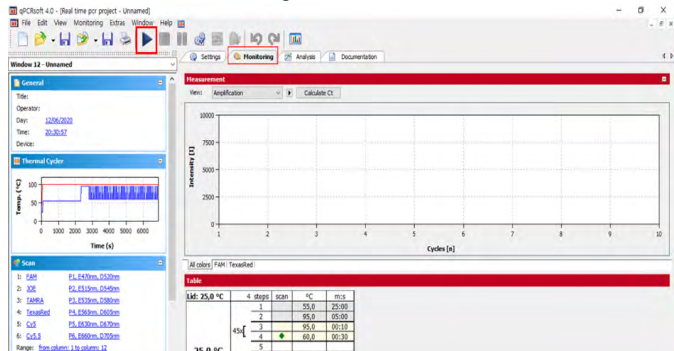 qPCRsoft 4.0 - [Real time pcr project - Unnamed]
File Edit View Monitoring Extras Window Help
Window 12 - Unnamed
Settings Monitoring Analysis Documentation
General
Title:
Operator:
Day: 12/06/2020
Time: 20:30:57
Device:
Thermal Cycler
Temp. (°C)
100
50
0
0 1000 2000 3000 4000 5000 6000
Time (s)
Scan
1: FAM P1, E470nm, D520nm
2: JOE P2, E515nm, D545nm
3: TAMRA P3, E535nm, D580nm
4: TexasRed P4, E565nm, D605nm
5: Cy5 P5, E630nm, D670nm
6: Cy5.5 P6, E660nm, D705nm
Range: from column: 1 to column: 12
Measurement
View: Amplification Calculate Ct
Intensity [I]
10000
7500
5000
2500
0
1 2 3 4 5 6 7 8 9 10
Cycles [n]
All colors FAM TexasRed
Table
Lid: 25,0 °C 4 steps scan °C m:s
1 55,0 25:00
2 95,0 05:00
45x 3 95,0 00:10
4 60,0 00:30
25,0 °C 5